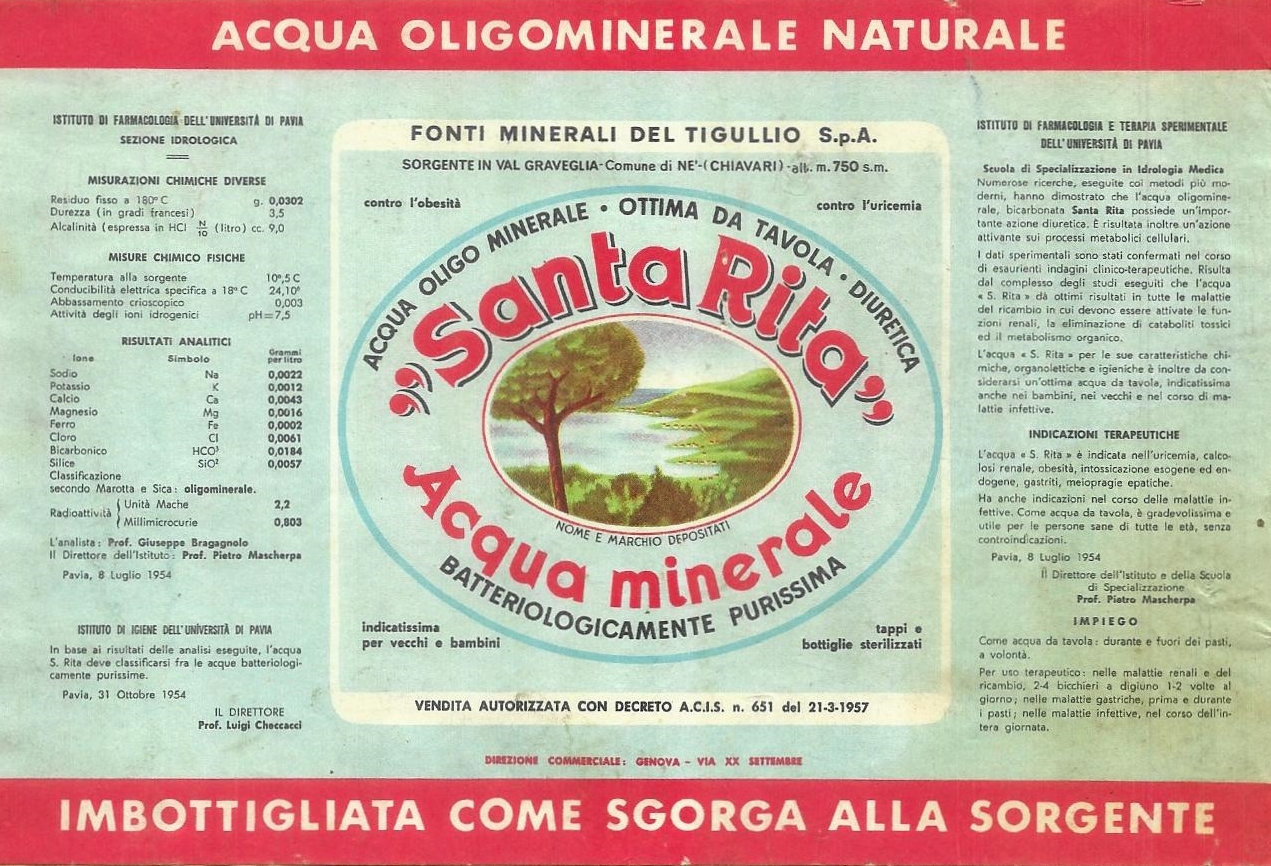 ACQUA OLIGOMINERALE NATURALE
ISTITUTO DI FARMACOLOGIA DELL'UNIVERSITÀ DI PAVIA
SEZIONE IDROLOGICA
MISURAZIONI CHIMICHE DIVERSE
Residuo fisso a 180° C g. 0,0302
Durezza (in gradi francesi) 3,5
Alcalinità (espressa in HCl N/10 (litro) cc. 9,0
MISURE CHIMICO FISICHE
Temperatura alla sorgente 10°,5 C
Conducibilità elettrica specifica a 18° C 24,10⁶
Abbassamento crioscopico 0,003
Attività degli ioni idrogenici pH=7,5
RISULTATI ANALITICI
Ione Simbolo Grammi per litro
Sodio Na 0,0022
Potassio K 0,0012
Calcio Ca 0,0043
Magnesio Mg 0,0016
Ferro Fe 0,0002
Cloro Cl 0,0061
Bicarbonico HCO³ 0,0184
Silice SiO² 0,0057
Classificazione
secondo Marotta e Sica: oligominerale.
Radioattività { Unità Mache 2,2
Millimicrocurie 0,803
L'analista: Prof. Giuseppe Bragagnolo
Il Direttore dell'Istituto: Prof. Pietro Mascherpa
Pavia, 8 Luglio 1954
ISTITUTO DI IGIENE DELL'UNIVERSITÀ DI PAVIA
In base ai risultati delle analisi eseguite, l'acqua
S. Rita deve classificarsi fra le acque batteriologi-
camente purissime.
Pavia, 31 Ottobre 1954
IL DIRETTORE
Prof. Luigi Checcacci
FONTI MINERALI DEL TIGULLIO S.p.A.
SORGENTE IN VAL GRAVEGLIA-Comune di NE'-(CHIAVARI)-alt. m. 750 s.m.
contro l'obesità
contro l'uricemia
ACQUA OLIGO MINERALE • OTTIMA DA TAVOLA • DIURETICA
"Santa Rita"
NOME E MARCHIO DEPOSITATI
Acqua minerale
BATTERIOLOGICAMENTE PURISSIMA
indicatissima
per vecchi e bambini
tappi e
bottiglie sterilizzati
VENDITA AUTORIZZATA CON DECRETO A.C.I.S. n. 651 del 21-3-1957
DIREZIONE COMMERCIALE: GENOVA - VIA XX SETTEMBRE
ISTITUTO DI FARMACOLOGIA E TERAPIA SPERIMENTALE
DELL'UNIVERSITÀ DI PAVIA
Scuola di Specializzazione in Idrologia Medica
Numerose ricerche, eseguite coi metodi più mo-
derni, hanno dimostrato che l'acqua oligomine-
rale, bicarbonata Santa Rita possiede un'impor-
tante azione diuretica. È risultata inoltre un'azione
attivante sui processi metabolici cellulari.
I dati sperimentali sono stati confermati nel corso
di esaurienti indagini clinico-terapeutiche. Risulta
dal complesso degli studi eseguiti che l'acqua
« S. Rita » dà ottimi risultati in tutte le malattie
del ricambio in cui devono essere attivate le fun-
zioni renali, la eliminazione di cataboliti tossici
ed il metabolismo organico.
L'acqua « S. Rita » per le sue caratteristiche chi-
miche, organolettiche e igieniche è inoltre da con-
siderarsi un'ottima acqua da tavola, indicatissima
anche nei bambini, nei vecchi e nel corso di ma-
lattie infettive.
INDICAZIONI TERAPEUTICHE
L'acqua « S. Rita » è indicata nell'uricemia, calco-
losi renale, obesità, intossicazione esogene ed en-
dogene, gastriti, meiopragie epatiche.
Ha anche indicazioni nel corso delle malattie in-
fettive. Come acqua da tavola, è gradevolissima e
utile per le persone sane di tutte le età, senza
controindicazioni.
Pavia, 8 Luglio 1954
Il Direttore dell'Istituto e della Scuola
di Specializzazione
Prof. Pietro Mascherpa
IMPIEGO
Come acqua da tavola: durante e fuori dei pasti,
a volontà.
Per uso terapeutico: nelle malattie renali e del
ricambio, 2-4 bicchieri a digiuno 1-2 volte al
giorno; nelle malattie gastriche, prima e durante
i pasti; nelle malattie infettive, nel corso dell'in-
tera giornata.
IMBOTTIGLIATA COME SGORGA ALLA SORGENTE